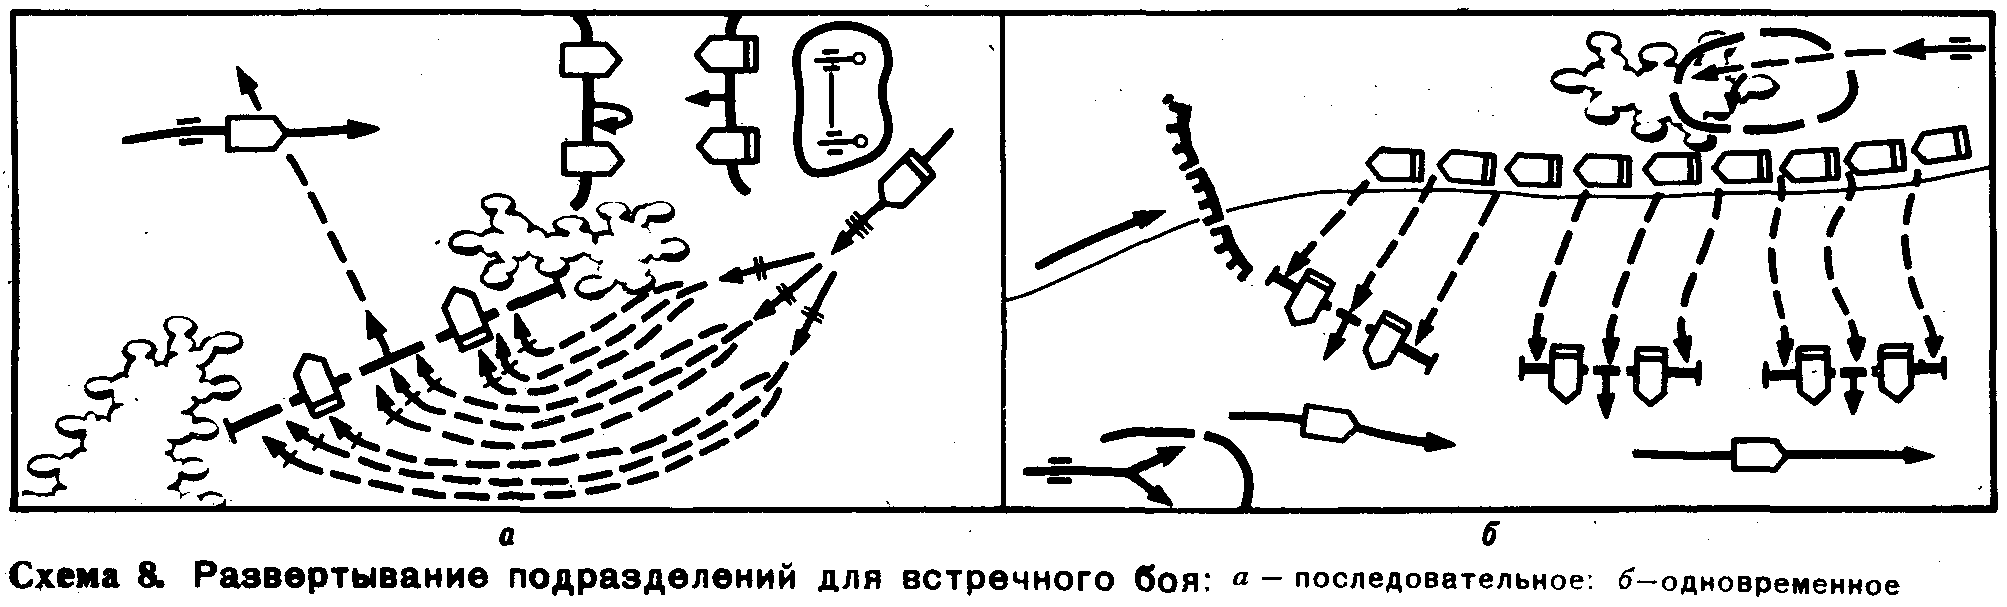 а
б
Схема 8. Развертывание подразделений для встречного боя: а — последовательное: б—одновременное